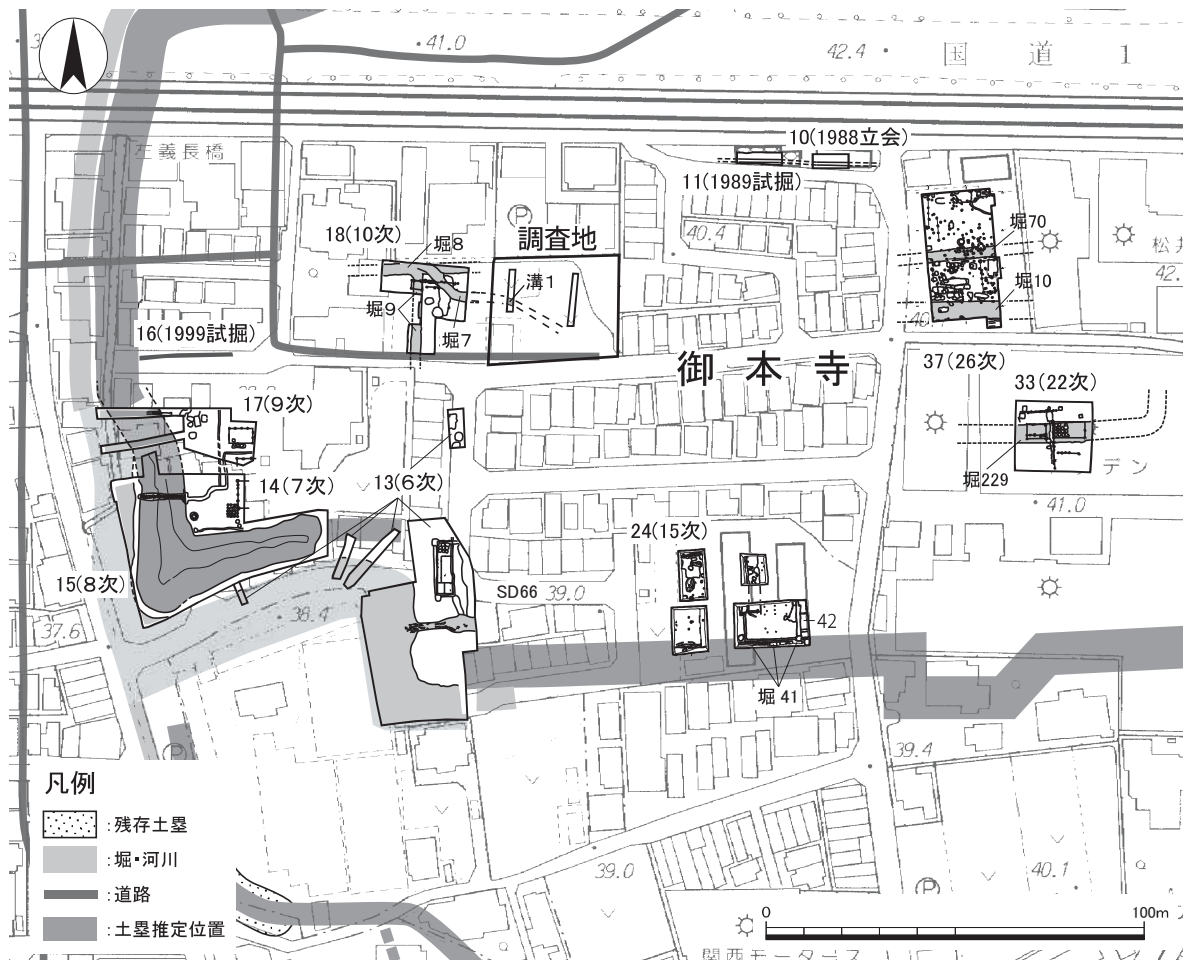 41.0
42.4
国道1
左義長橋
10(1988立会)
11(1989試掘)
40.4
18(10次)
堀8
調査地
堀70
溝1
堀9
堀7
堀10
松井
42.
16(1999試掘)
御本寺
37(26次)
33(22次)
17(9次)
14(7次)
13(6次)
堀229
デン
41.0
24(15次)
15(8次)
SD66
39.0
38.4
37.6
42
堀41
39.4
凡例
:残存土塁
:堀・河川
:道路
:土塁推定位置
39.0
40.1
0
100m
関西モータース